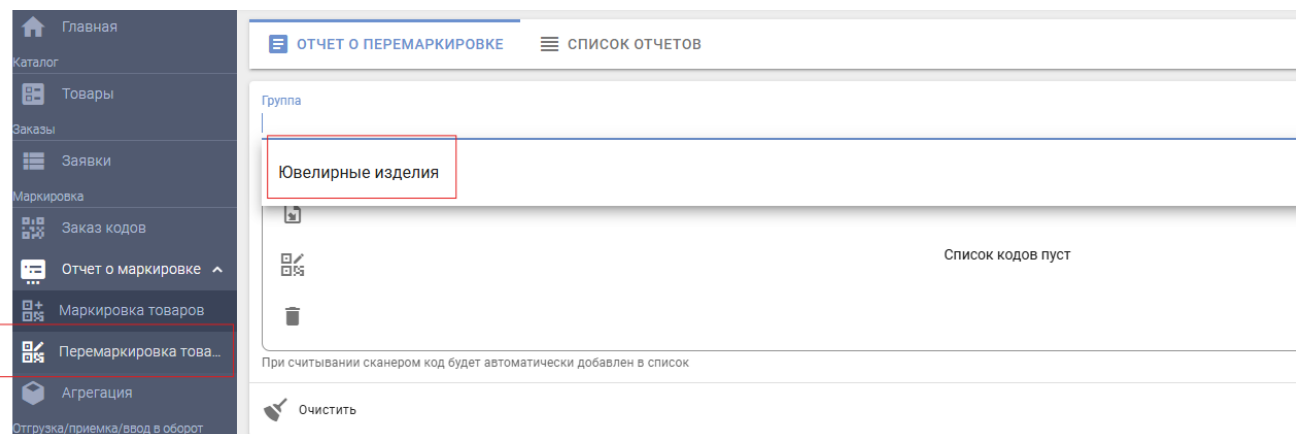 Главная
Каталог
Товары
Заказы
Заявки
Маркировка
Заказ кодов
Отчет о маркировке
Маркировка товаров
Перемаркировка това...
Агрегация
Отгрузка/приемка/ввод в оборот
ОТЧЕТ О ПЕРЕМАРКИРОВКЕ СПИСОК ОТЧЕТОВ
Группа
Ювелирные изделия
Список кодов пуст
При считывании сканером код будет автоматически добавлен в список
Очистить